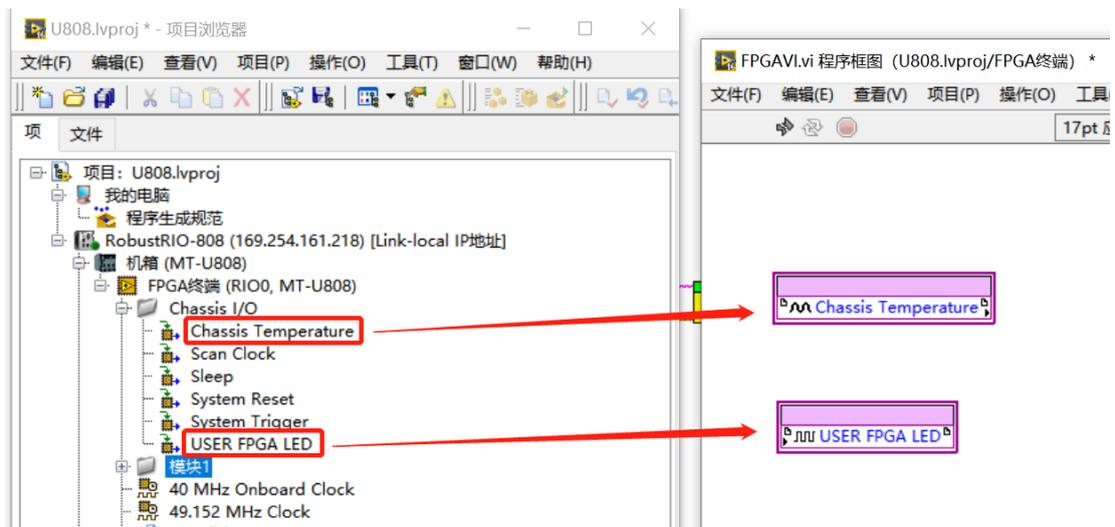 U808.lvproj * - 项目浏览器
文件(F) 编辑(E) 查看(V) 项目(P) 操作(O) 工具(T) 窗口(W) 帮助(H)
项 文件
项目：U808.lvproj
我的电脑
程序生成规范
RobustRIO-808 (169.254.161.218) [Link-local IP地址]
机箱 (MT-U808)
FPGA终端 (RIO0, MT-U808)
Chassis I/O
Chassis Temperature
Scan Clock
Sleep
System Reset
System Trigger
USER FPGA LED
模块1
40 MHz Onboard Clock
49.152 MHz Clock
FPGAVI.vi 程序框图（U808.lvproj/FPGA终端） *
文件(F) 编辑(E) 查看(V) 项目(P) 操作(O) 工具
17pt
Chassis Temperature
USER FPGA LED